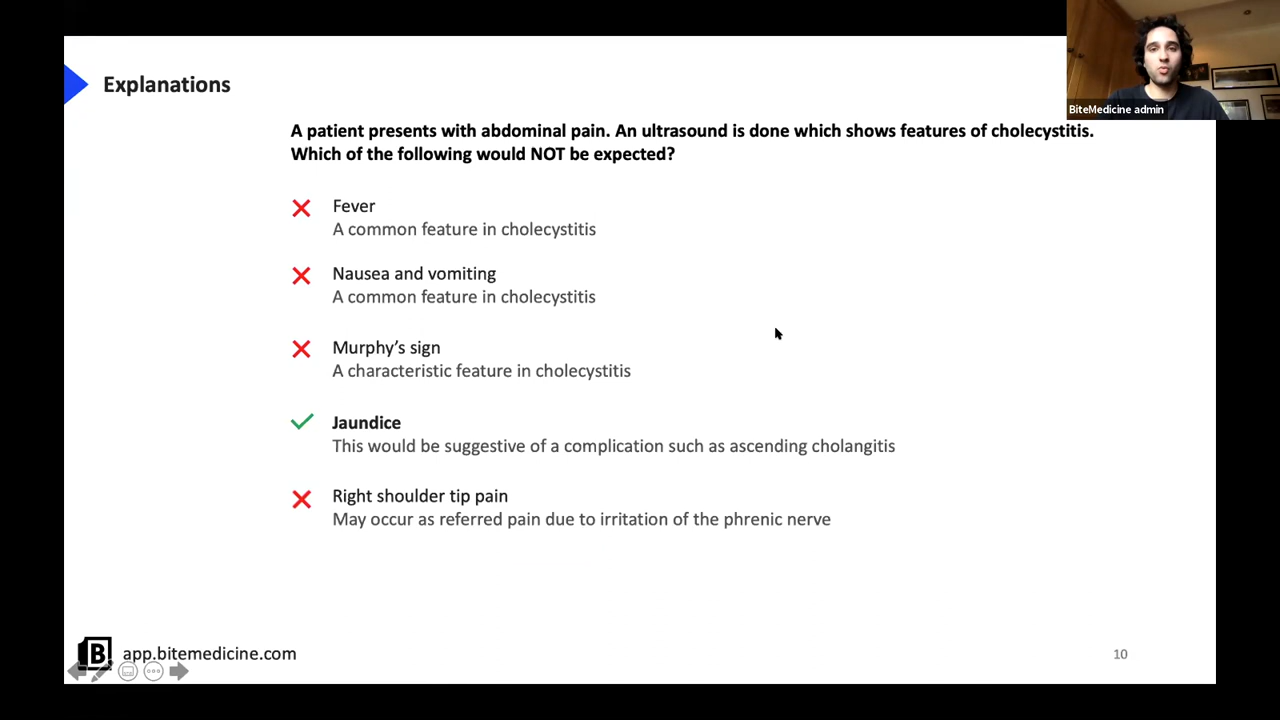 BiteMedicine admin
Explanations
A patient presents with abdominal pain. An ultrasound is done which shows features of cholecystitis.
Which of the following would NOT be expected?
Fever
A common feature in cholecystitis
Nausea and vomiting
A common feature in cholecystitis
Murphy’s sign
A characteristic feature in cholecystitis
Jaundice
This would be suggestive of a complication such as ascending cholangitis
Right shoulder tip pain
May occur as referred pain due to irritation of the phrenic nerve
B app.bitemedicine.com
10